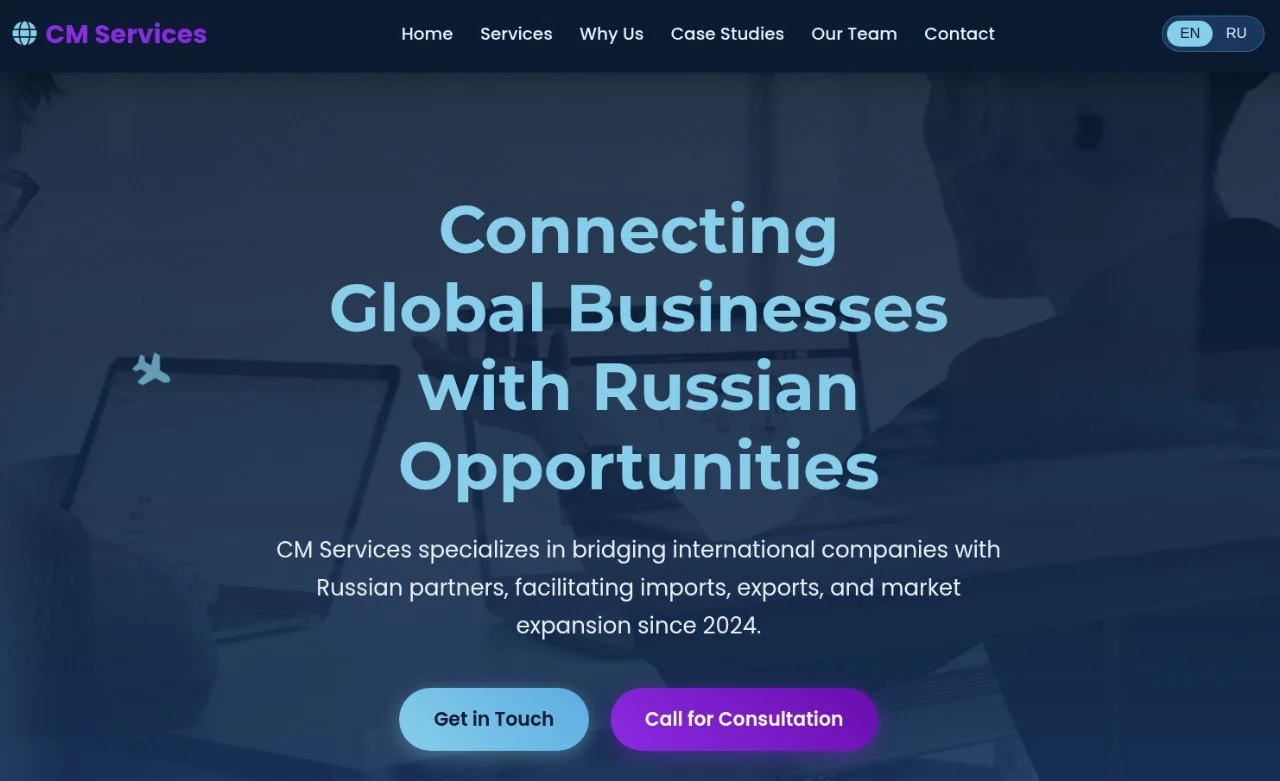 CM Services
Home Services Why Us Case Studies Our Team Contact
EN RU
Connecting
Global Businesses
with Russian
Opportunities
CM Services specializes in bridging international companies with
Russian partners, facilitating imports, exports, and market
expansion since 2024.
Get in Touch
Call for Consultation